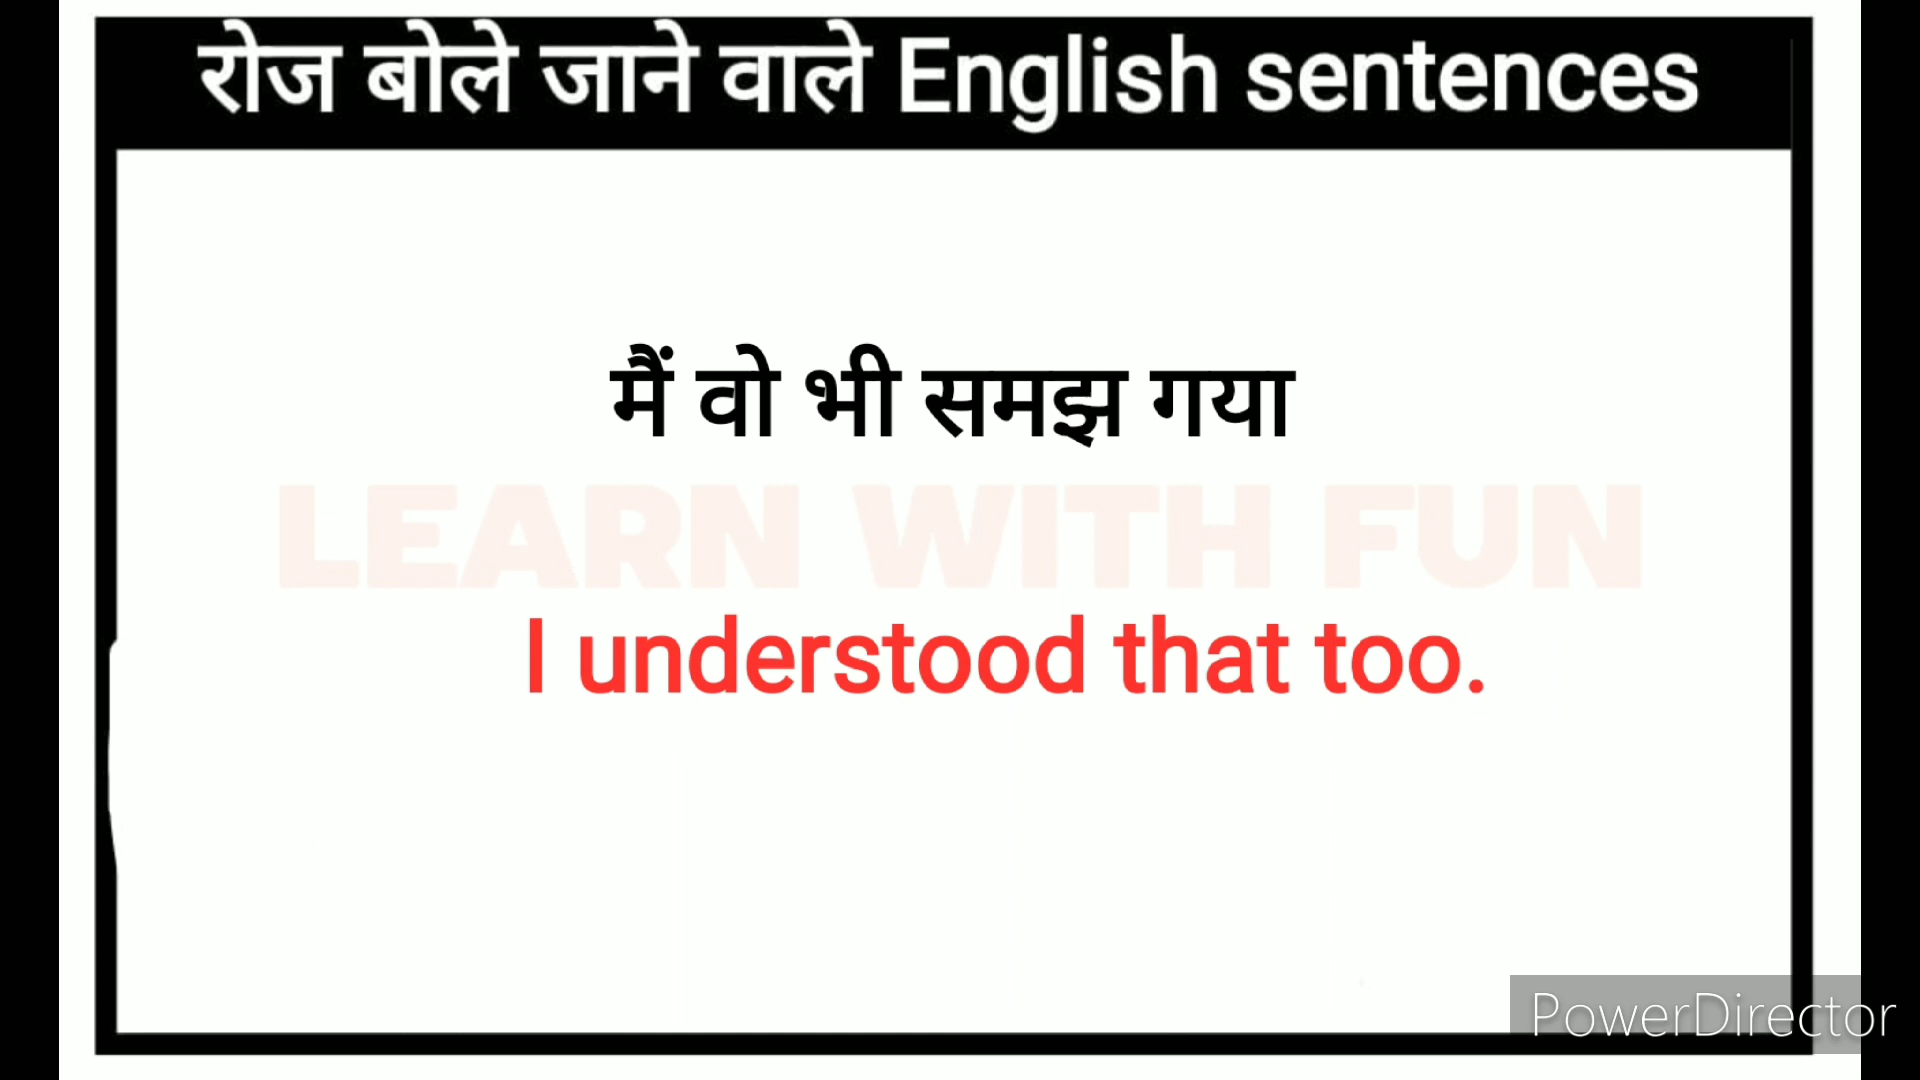 रोज बोले जाने वाले English sentences
मैं वो भी समझ गया
LEARN WITH FUN
I understood that too.
PowerDirector